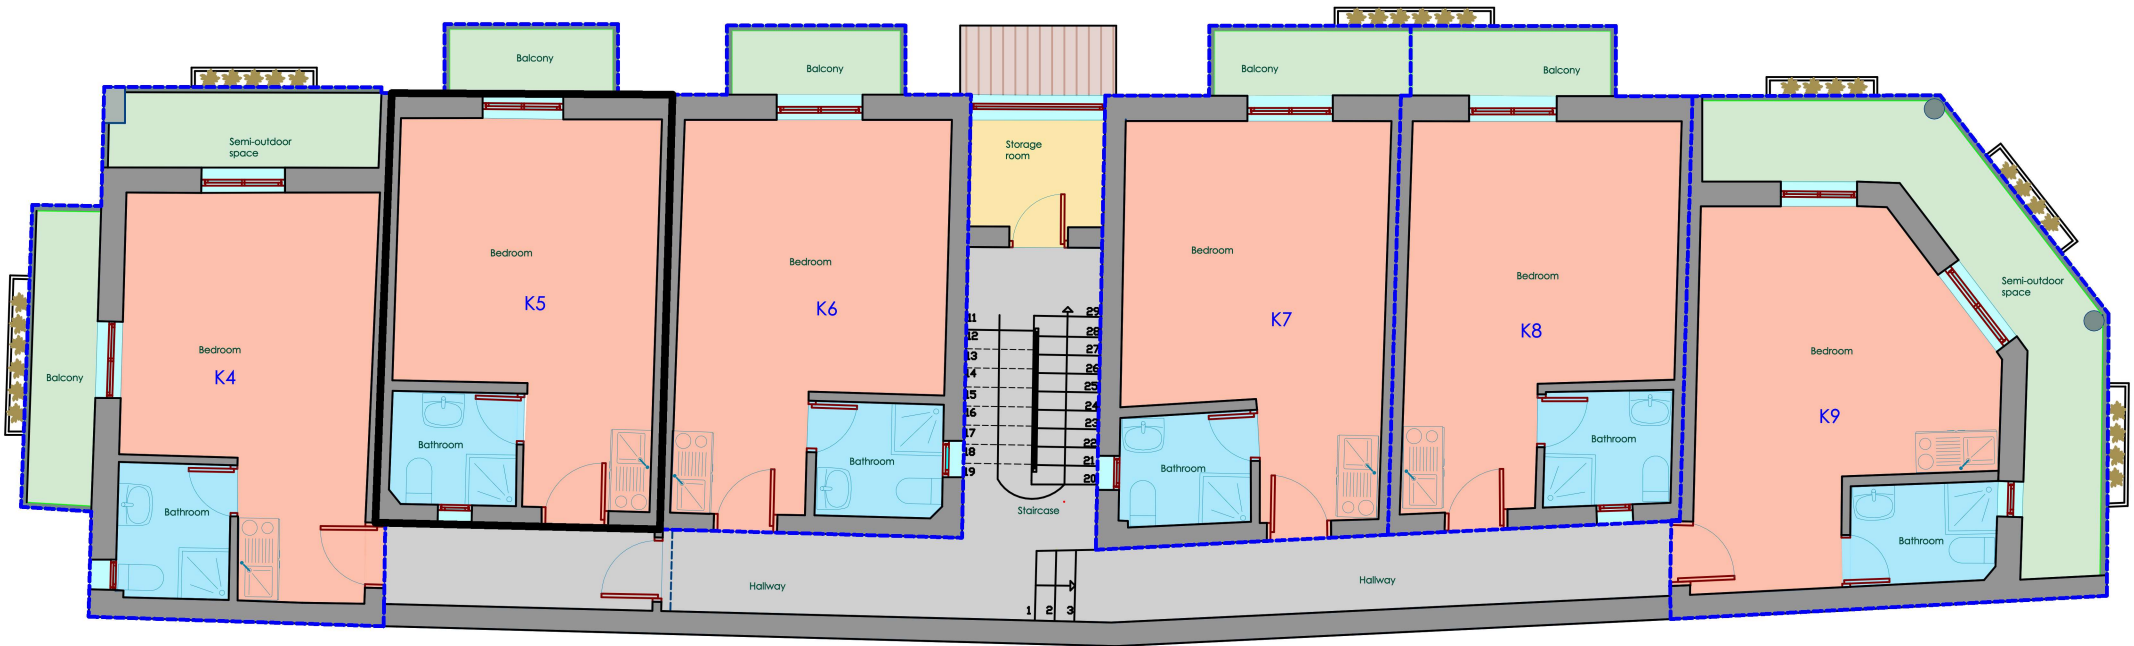 Balcony
Balcony
Balcony
Balcony
Semi-outdoor
space
Storage
room
Bedroom
K5
Bedroom
K6
Bedroom
K7
Bedroom
K8
Semi-outdoor
space
Bedroom
K4
Balcony
Bedroom
K9
11
12
13
14
15
16
17
18
19
29
28
27
26
25
24
23
22
21
20
Bathroom
Bathroom
Bathroom
Bathroom
Bathroom
Bathroom
Staircase
Hallway
Hallway
1 2 3